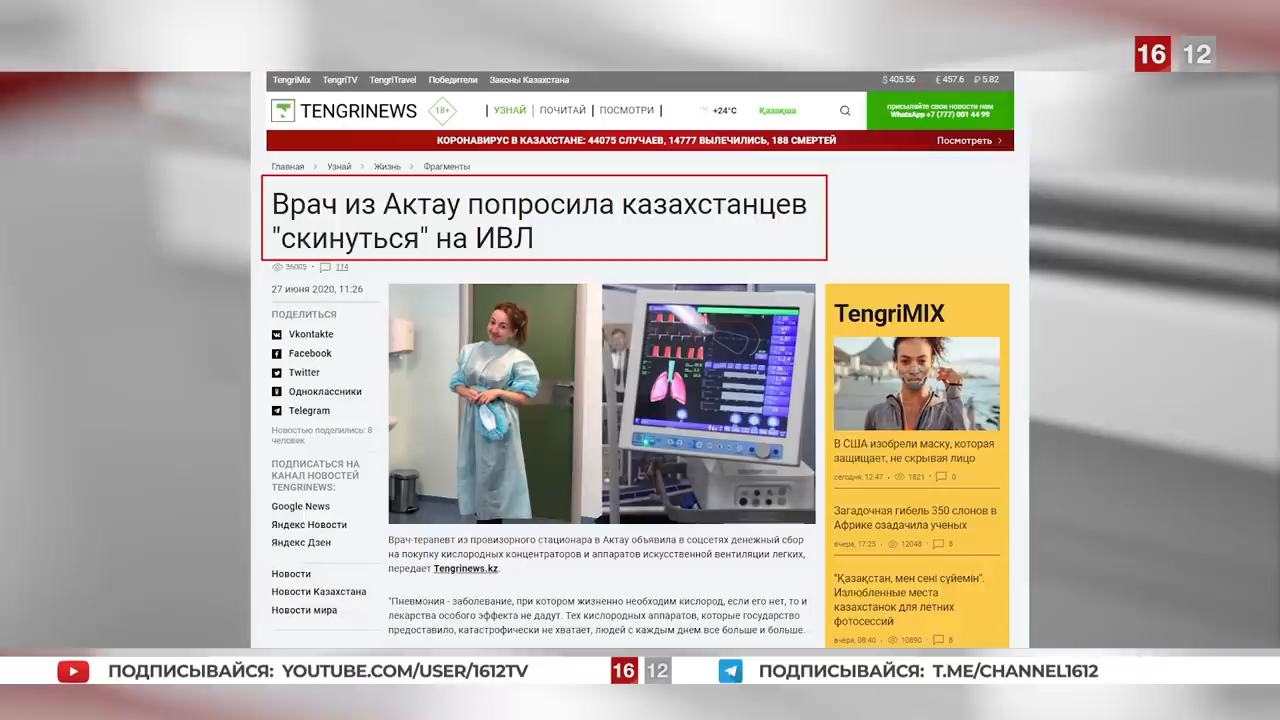 16 12
TengriMix TengriTV TengriTravel Победители Законы Казахстана
$ 405.56 € 457.6 ₽ 5.82
TENGRINEWS 18+ | УЗНАЙ | ПОЧИТАЙ | ПОСМОТРИ | +24°C Қазақша
присылайте свои новости нам
WhatsApp +7 (777) 001 44 99
КОРОНАВИРУС В КАЗАХСТАНЕ: 44075 СЛУЧАЕВ, 14777 ВЫЛЕЧИЛИСЬ, 188 СМЕРТЕЙ
Посмотреть >
Главная > Узнай > Жизнь > Фрагменты
Врач из Актау попросила казахстанцев
"скинуться" на ИВЛ
35005 • 114
27 июня 2020, 11:26
ПОДЕЛИТЬСЯ
Vkontakte
Facebook
Twitter
Одноклассники
Telegram
Новостью поделились: 8
человек
ПОДПИСАТЬСЯ НА
КАНАЛ НОВОСТЕЙ
TENGRINEWS:
Google News
Яндекс Новости
Яндекс Дзен
Новости
Новости Казахстана
Новости мира
Врач-терапевт из провизорного стационара в Актау объявила в соцсетях денежный сбор
на покупку кислородных концентраторов и аппаратов искусственной вентиляции легких,
передает Tengrinews.kz.
"Пневмония - заболевание, при котором жизненно необходим кислород, если его нет, то и
лекарства особого эффекта не дадут. Тех кислородных аппаратов, которые государство
предоставило, катастрофически не хватает, людей с каждым днем все больше и больше.
TengriMIX
В США изобрели маску, которая
защищает, не скрывая лицо
сегодня, 12:47 • 1821 • 0
Загадочная гибель 350 слонов в
Африке озадачила ученых
вчера, 17:25 • 12048 • 8
"Қазақстан, мен сені сүйемін".
Излюбленные места
казахстанок для летних
фотосессий
вчера, 08:40 • 10890 • 8
ПОДПИСЫВАЙСЯ: YOUTUBE.COM/USER/1612TV
16 12
ПОДПИСЫВАЙСЯ: T.ME/CHANNEL1612